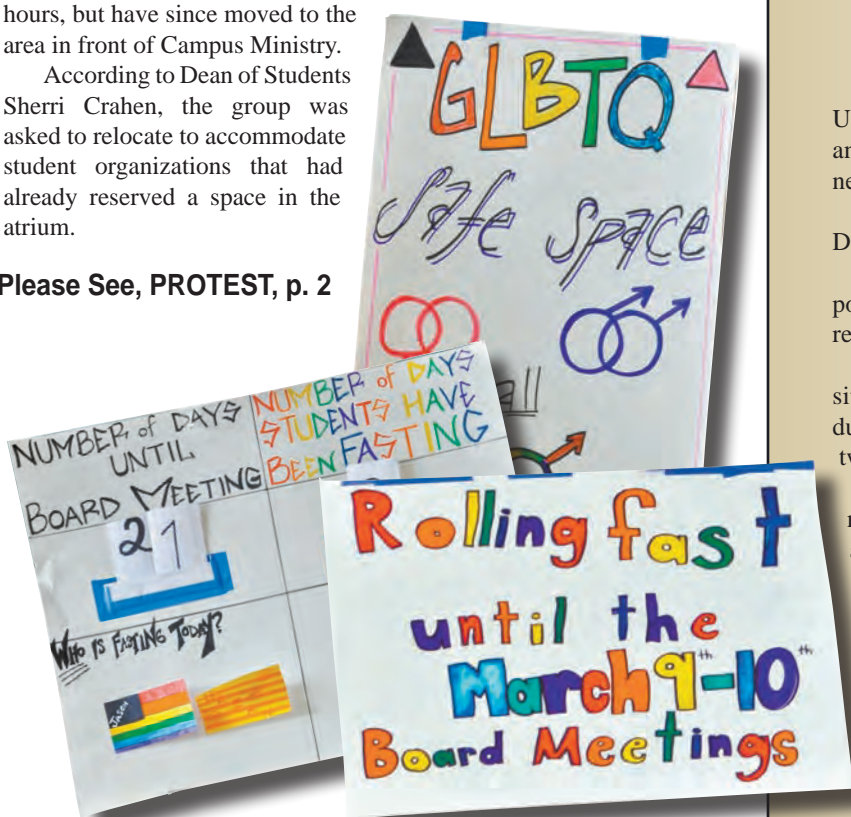 hours, but have since moved to the
area in front of Campus Ministry.
According to Dean of Students
Sherri Crahen, the group was
asked to relocate to accommodate
student organizations that had
already reserved a space in the
atrium.
Please See, PROTEST, p. 2
GLBTQ
Safe Space
all
NUMBER of DAYS
UNTIL
BOARD MEETING
21
NUMBER of DAYS
STUDENTS HAVE
BEEN FASTING
WHO IS FASTING TODAY?
Jason
Rolling fast
until the
March 9th-10th
Board Meetings
U
D